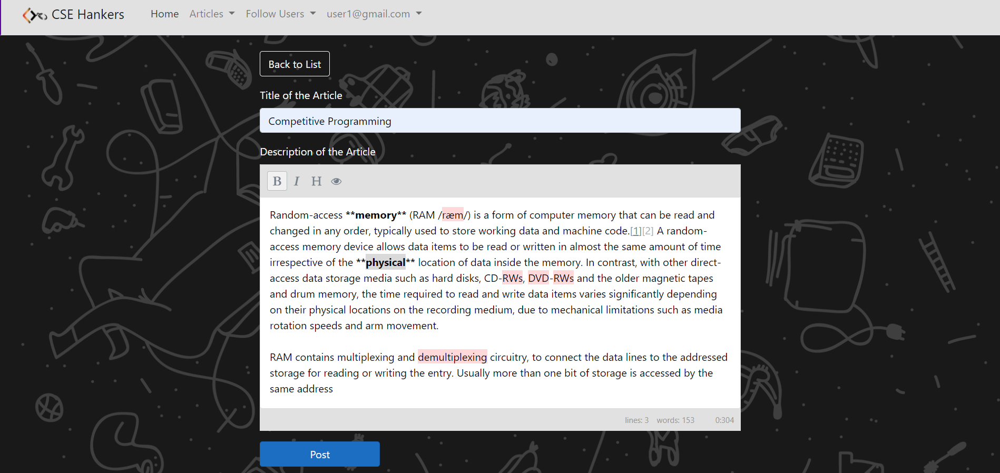 CSE Hankers Home Articles Follow Users user1@gmail.com
Back to List
Title of the Article
Competitive Programming
Description of the Article
B I H
Random-access **memory** (RAM /ræm/) is a form of computer memory that can be read and
changed in any order, typically used to store working data and machine code.[1][2] A random-
access memory device allows data items to be read or written in almost the same amount of time
irrespective of the **physical** location of data inside the memory. In contrast, with other direct-
access data storage media such as hard disks, CD-RWs, DVD-RWs and the older magnetic tapes
and drum memory, the time required to read and write data items varies significantly depending
on their physical locations on the recording medium, due to mechanical limitations such as media
rotation speeds and arm movement.
RAM contains multiplexing and demultiplexing circuitry, to connect the data lines to the addressed
storage for reading or writing the entry. Usually more than one bit of storage is accessed by the
same address
lines: 3 words: 153 0:304
Post